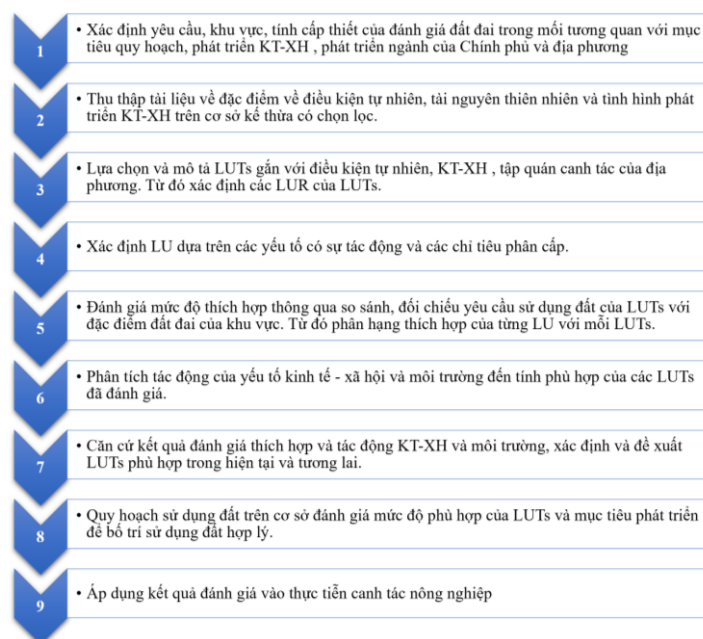 1
• Xác định yêu cầu, khu vực, tính cấp thiết của đánh giá đất đai trong mối tương quan với mục
tiêu quy hoạch, phát triển KT-XH , phát triển ngành của Chính phủ và địa phương
2
• Thu thập tài liệu về đặc điểm về điều kiện tự nhiên, tài nguyên thiên nhiên và tình hình phát
triển KT-XH trên cơ sở kế thừa có chọn lọc.
3
• Lựa chọn và mô tả LUTs gắn với điều kiện tự nhiên, KT-XH , tập quán canh tác của địa
phương. Từ đó xác định các LUR của LUTs.
4
• Xác định LU dựa trên các yếu tố có sự tác động và các chỉ tiêu phân cấp.
5
• Đánh giá mức độ thích hợp thông qua so sánh, đối chiếu yêu cầu sử dụng đất của LUTs với
đặc điểm đất đai của khu vực. Từ đó phân hạng thích hợp của từng LU với mỗi LUTs.
6
• Phân tích tác động của yếu tố kinh tế - xã hội và môi trường đến tính phù hợp của các LUTs
đã đánh giá.
7
• Căn cứ kết quả đánh giá thích hợp và tác động KT-XH và môi trường, xác định và đề xuất
LUTs phù hợp trong hiện tại và tương lai.
8
• Quy hoạch sử dụng đất trên cơ sở đánh giá mức độ phù hợp của LUTs và mục tiêu phát triển
để bố trí sử dụng đất hợp lý.
9
• Áp dụng kết quả đánh giá vào thực tiễn canh tác nông nghiệp